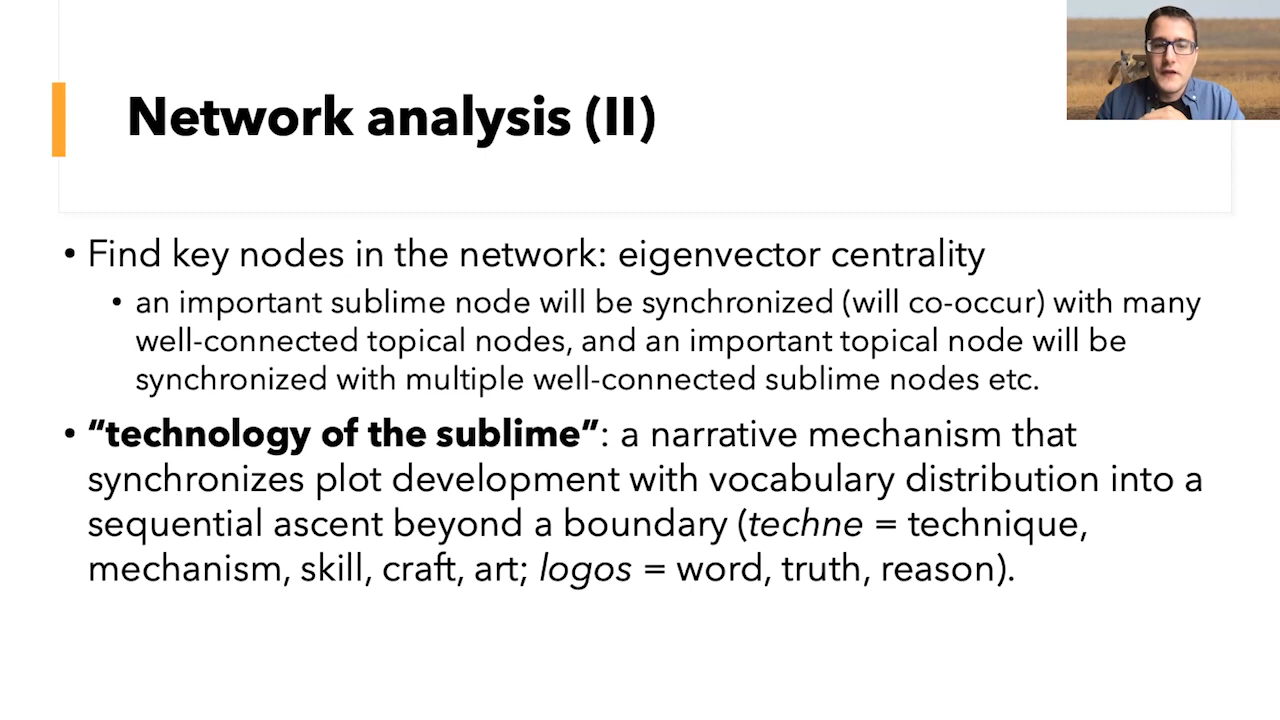 Network analysis (II)
• Find key nodes in the network: eigenvector centrality
• an important sublime node will be synchronized (will co-occur) with many
well-connected topical nodes, and an important topical node will be
synchronized with multiple well-connected sublime nodes etc.
• “technology of the sublime”: a narrative mechanism that
synchronizes plot development with vocabulary distribution into a
sequential ascent beyond a boundary (techne = technique,
mechanism, skill, craft, art; logos = word, truth, reason).